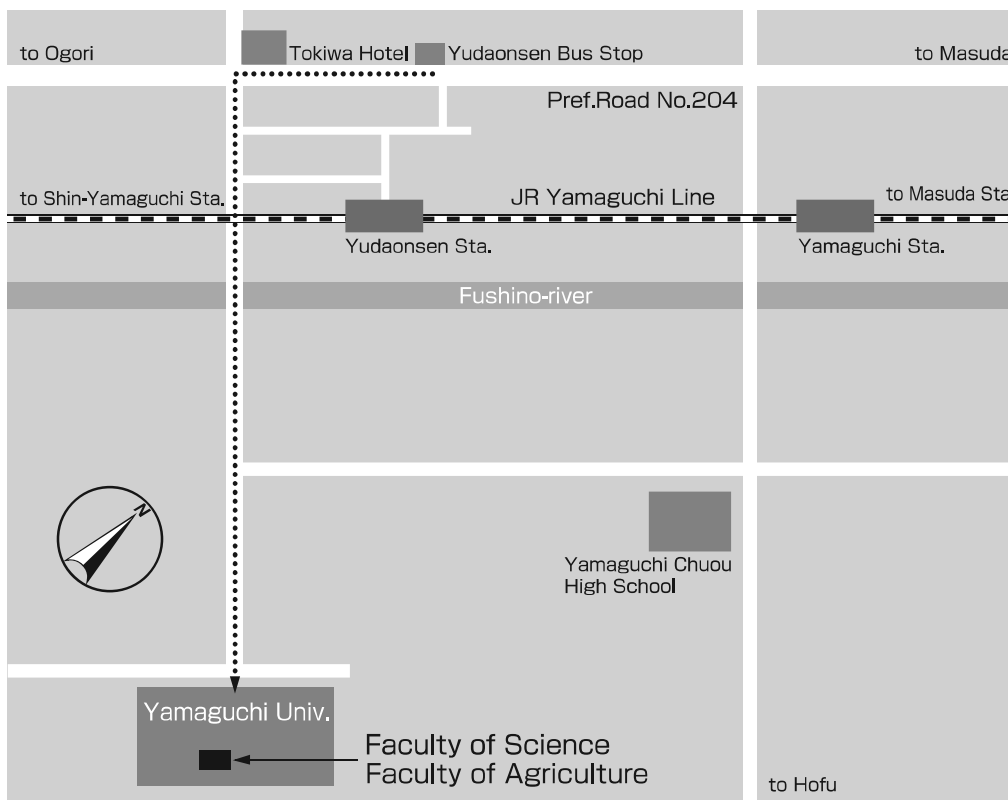 to Ogori
Tokiwa Hotel
Yudaonsen Bus Stop
to Masuda
Pref.Road No.204
to Shin-Yamaguchi Sta.
JR Yamaguchi Line
to Masuda Sta
Yudaonsen Sta.
Yamaguchi Sta.
Fushino-river
N
Yamaguchi Chuou
High School
Yamaguchi Univ.
Faculty of Science
Faculty of Agriculture
to Hofu